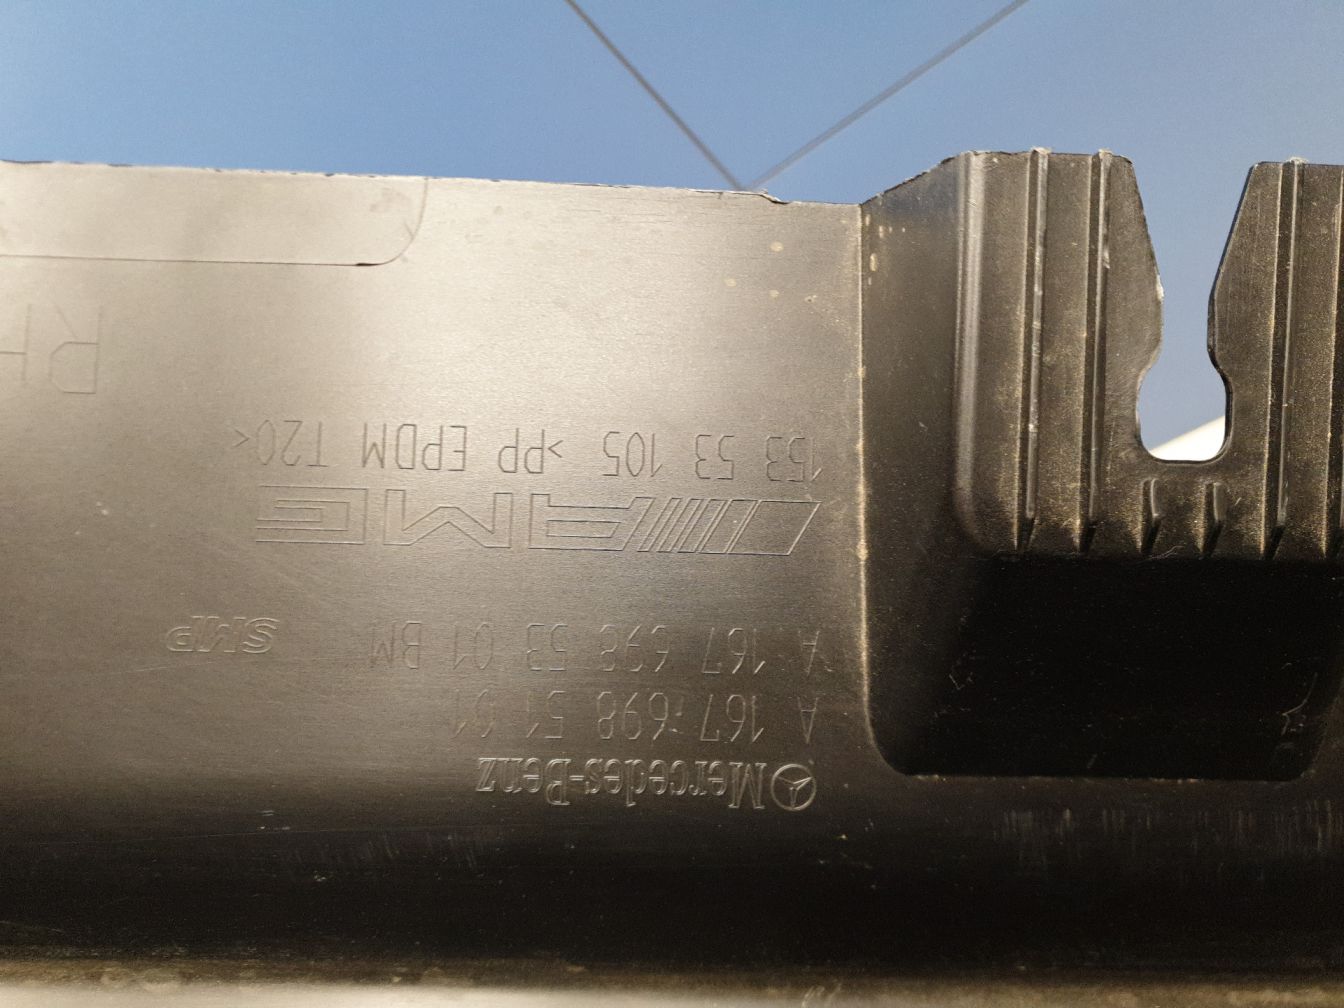 Mercedes-Benz
A 167 698 51 01
A 167 698 53 01 BM SMP
AMG
153 53 105 >PP EPDM T20<
RH